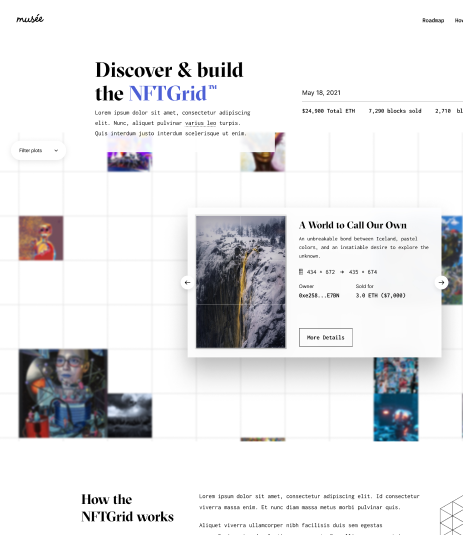 musée
Roadmap
Discover & build
the NFTGrid™
Lorem ipsum dolor sit amet, consectetur adipiscing
elit. Nunc, aliquet pulvinar varius leo turpis.
Quis interdum justo interdum scelerisque ut enim.
May 18, 2021
$24,900 Total ETH
7,290 blocks sold
2,710
Filter plots
A World to Call Our Own
An unbreakable bond between Iceland, pastel
colors, and an insatiable desire to explore the
unknown.
434 × 672 → 435 × 674
Owner
Sold for
0xe258...E70N
3.0 ETH ($7,000)
More Details
How the
NFTGrid works
Lorem ipsum dolor sit amet, consectetur adipiscing elit. Id consectetur
viverra massa enim. Et nunc diam massa metus morbi pulvinar quis.
Aliquet viverra ullamcorper nibh facilisis duis sem egestas